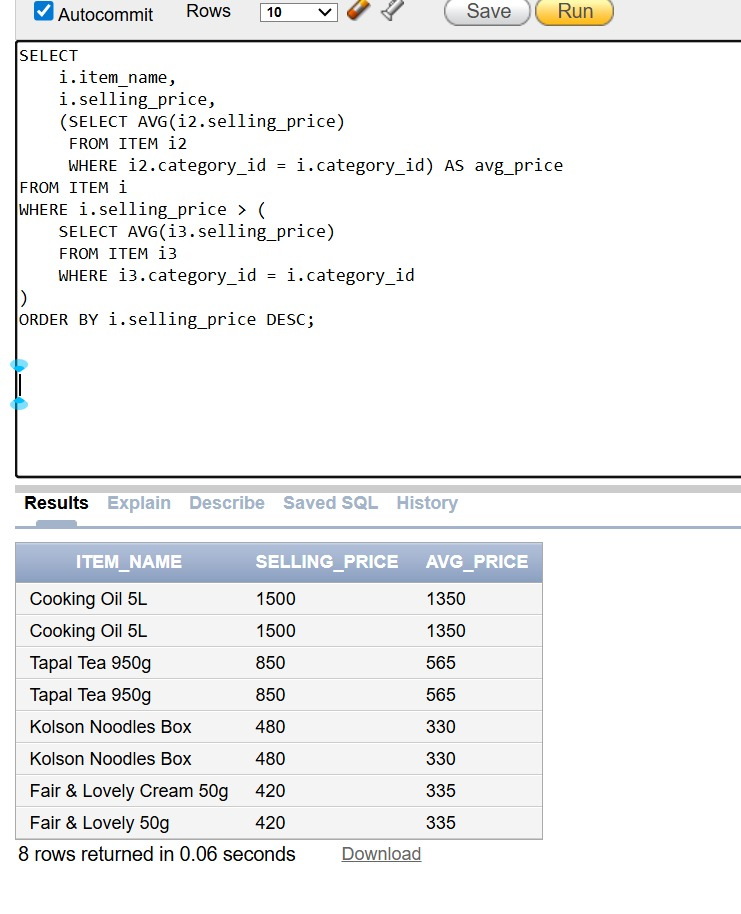 Autocommit Rows 10 Save Run
SELECT
    i.item_name,
    i.selling_price,
    (SELECT AVG(i2.selling_price)
     FROM ITEM i2
     WHERE i2.category_id = i.category_id) AS avg_price
FROM ITEM i
WHERE i.selling_price > (
    SELECT AVG(i3.selling_price)
    FROM ITEM i3
    WHERE i3.category_id = i.category_id
)
ORDER BY i.selling_price DESC;
Results Explain Describe Saved SQL History
ITEM_NAME SELLING_PRICE AVG_PRICE
Cooking Oil 5L 1500 1350
Cooking Oil 5L 1500 1350
Tapal Tea 950g 850 565
Tapal Tea 950g 850 565
Kolson Noodles Box 480 330
Kolson Noodles Box 480 330
Fair & Lovely Cream 50g 420 335
Fair & Lovely 50g 420 335
8 rows returned in 0.06 seconds Download